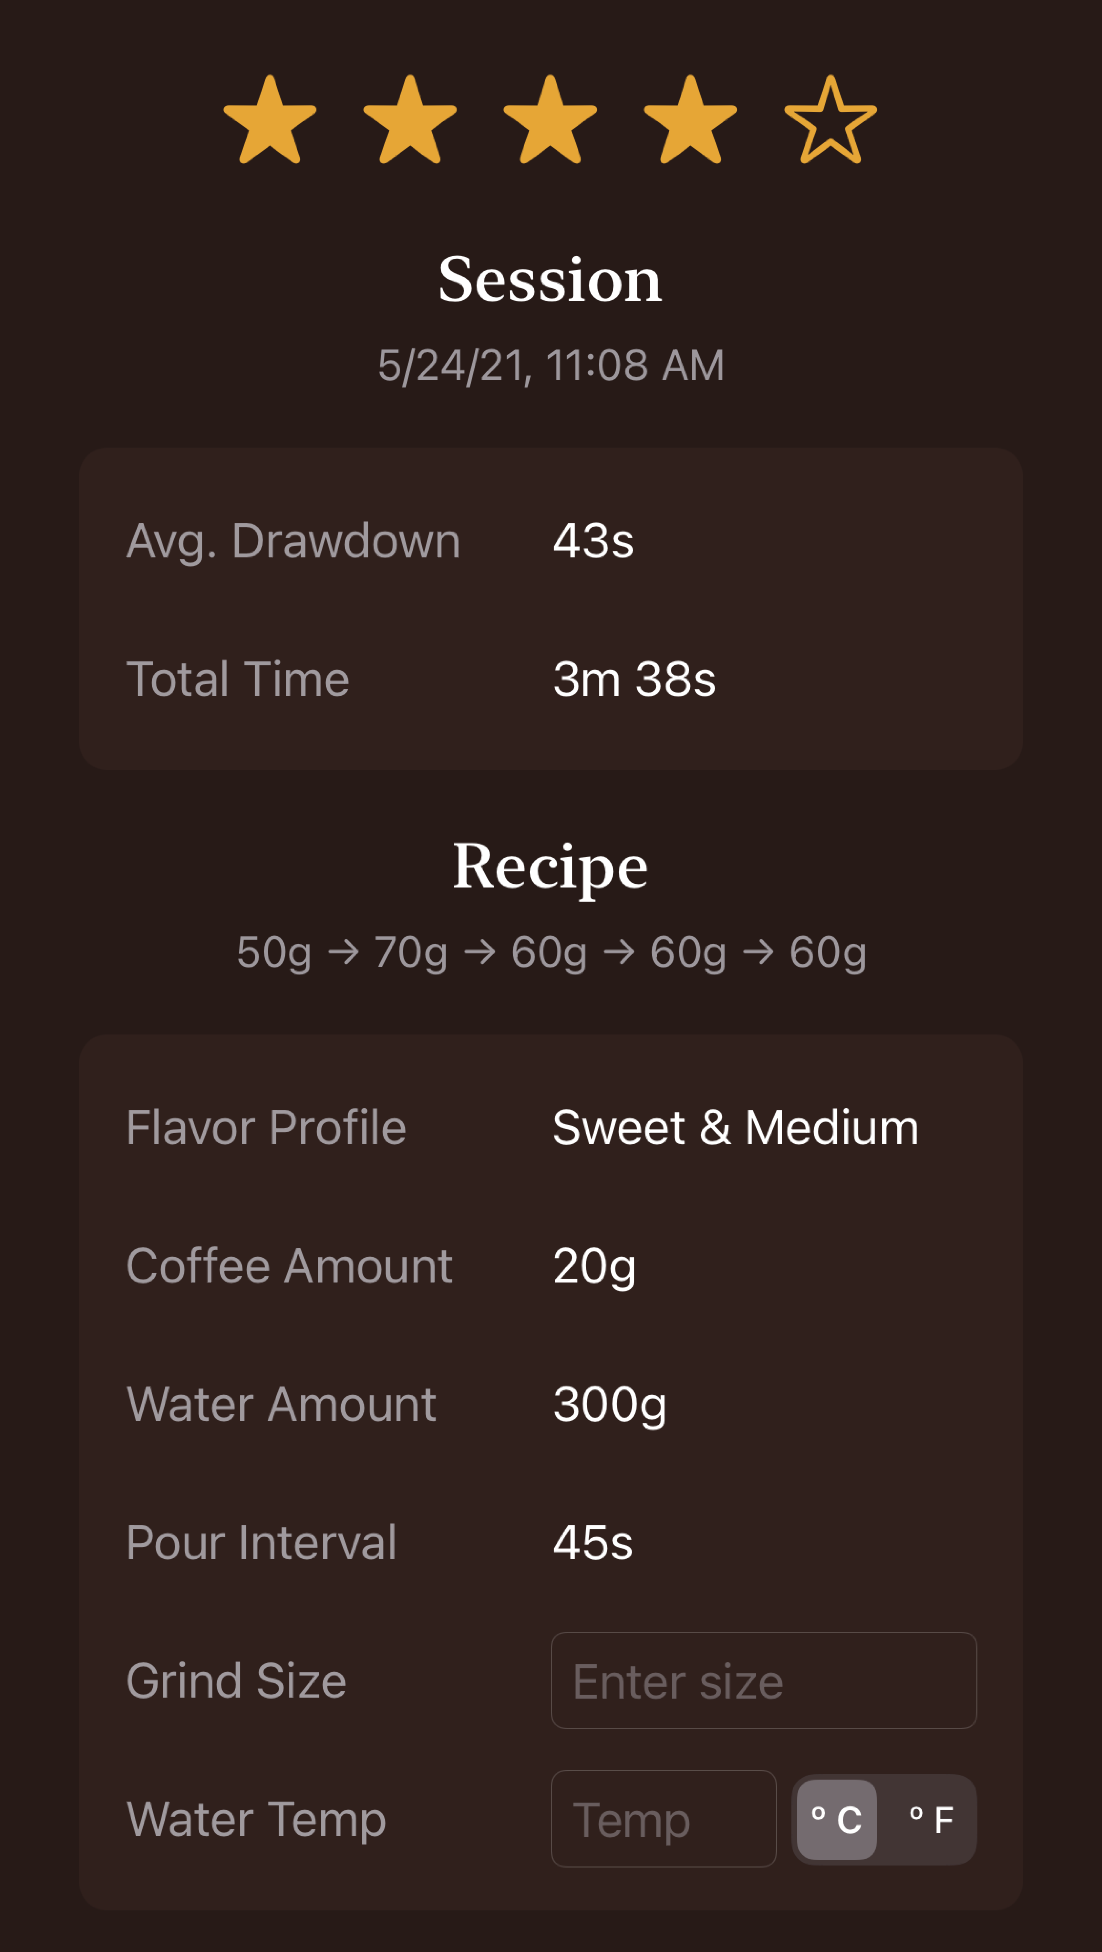 Session
5/24/21, 11:08 AM
Avg. Drawdown 43s
Total Time 3m 38s
Recipe
50g → 70g → 60g → 60g → 60g
Flavor Profile Sweet & Medium
Coffee Amount 20g
Water Amount 300g
Pour Interval 45s
Grind Size Enter size
Water Temp Temp º C º F